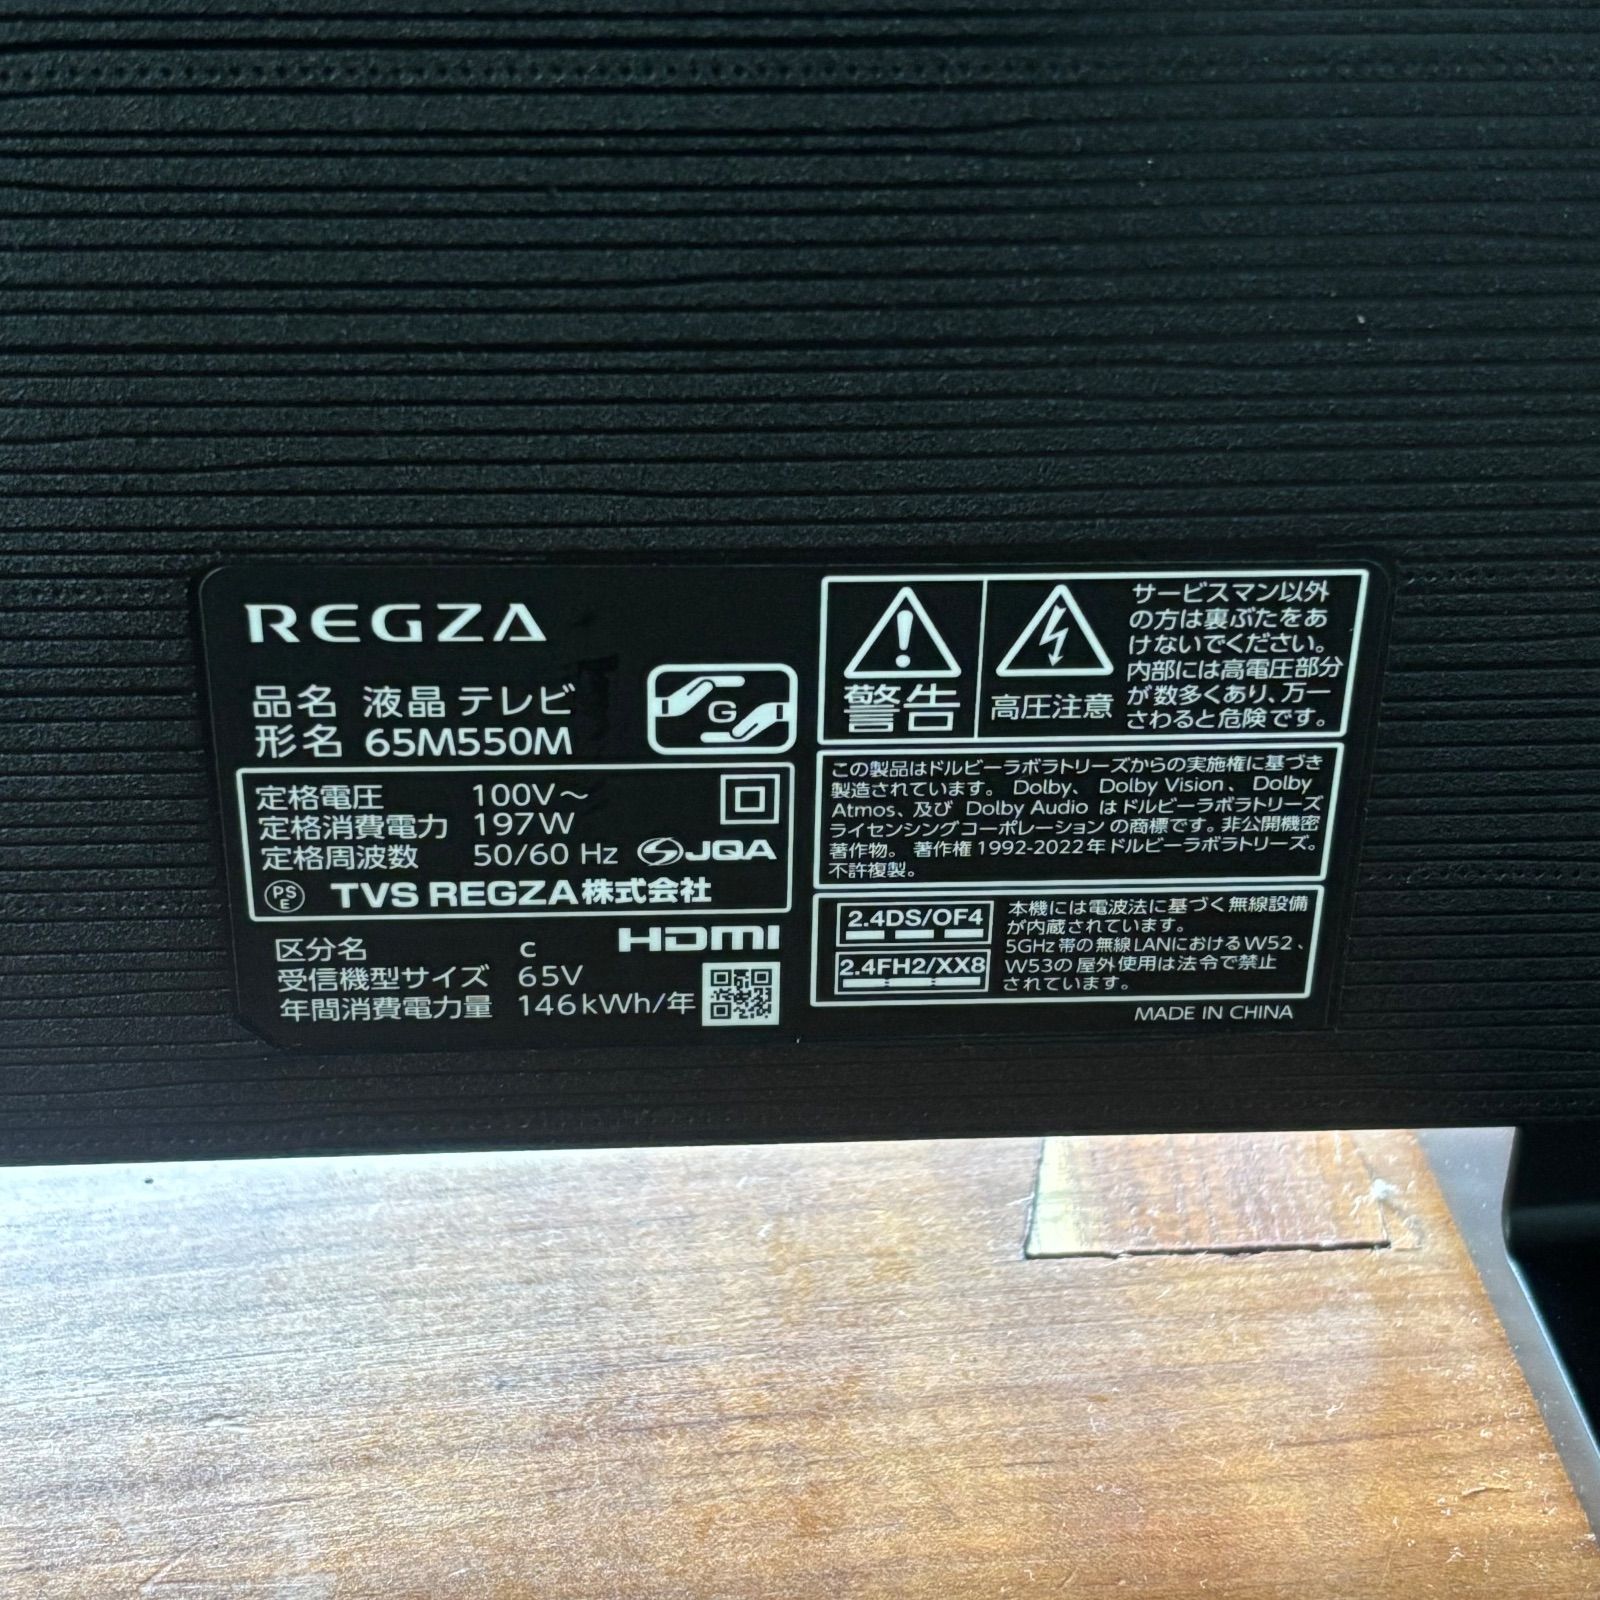 REGZA
品名 液晶 テレビ
形名 65M550M
G
定格電圧 100V～
定格消費電力 197W
定格周波数 50/60 Hz JQA
PSE TVS REGZA株式会社
区分名 c HDMI
受信機型サイズ 65V
年間消費電力量 146kWh/年
警告
高圧注意
サービスマン以外
の方は裏ぶたをあ
けないでください。
内部には高電圧部分
が数多くあり、万一
さわると危険です。
この製品はドルビーラボラトリーズからの実施権に基づき
製造されています。 Dolby、 Dolby Vision、 Dolby
Atmos、及び Dolby Audio はドルビーラボラトリーズ
ライセンシングコーポレーションの商標です。非公開機密
著作物。 著作権 1992-2022年ドルビーラボラトリーズ。
不許複製。
2.4DS/OF4
2.4FH2/XX8
本機には電波法に基づく無線設備
が内蔵されています。
5GHz帯の無線LANにおけるW52、
W53の屋外使用は法令で禁止
されています。
MADE IN CHINA